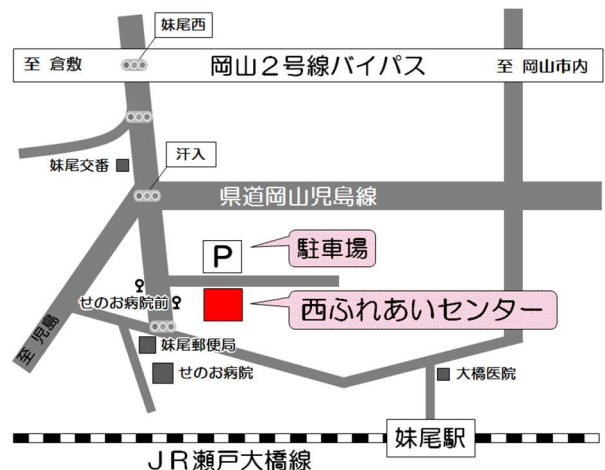 妹尾西
至 倉敷
岡山2号線バイパス
至 岡山市内
妹尾交番
汗入
県道岡山児島線
P
駐車場
せのお病院前
西ふれあいセンター
至 児島
妹尾郵便局
せのお病院
大橋医院
妹尾駅
JR瀬戸大橋線